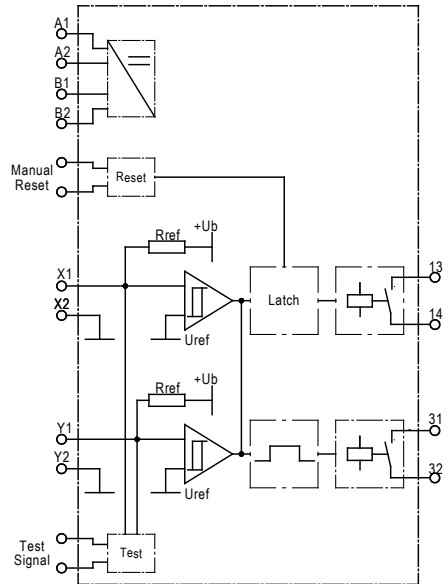 A1
A2
B1
B2
Manual
Reset
Reset
+Ub
Rref
X1
X2
Uref
Latch
13
14
+Ub
Rref
Y1
Y2
Uref
31
32
Test
Signal
Test